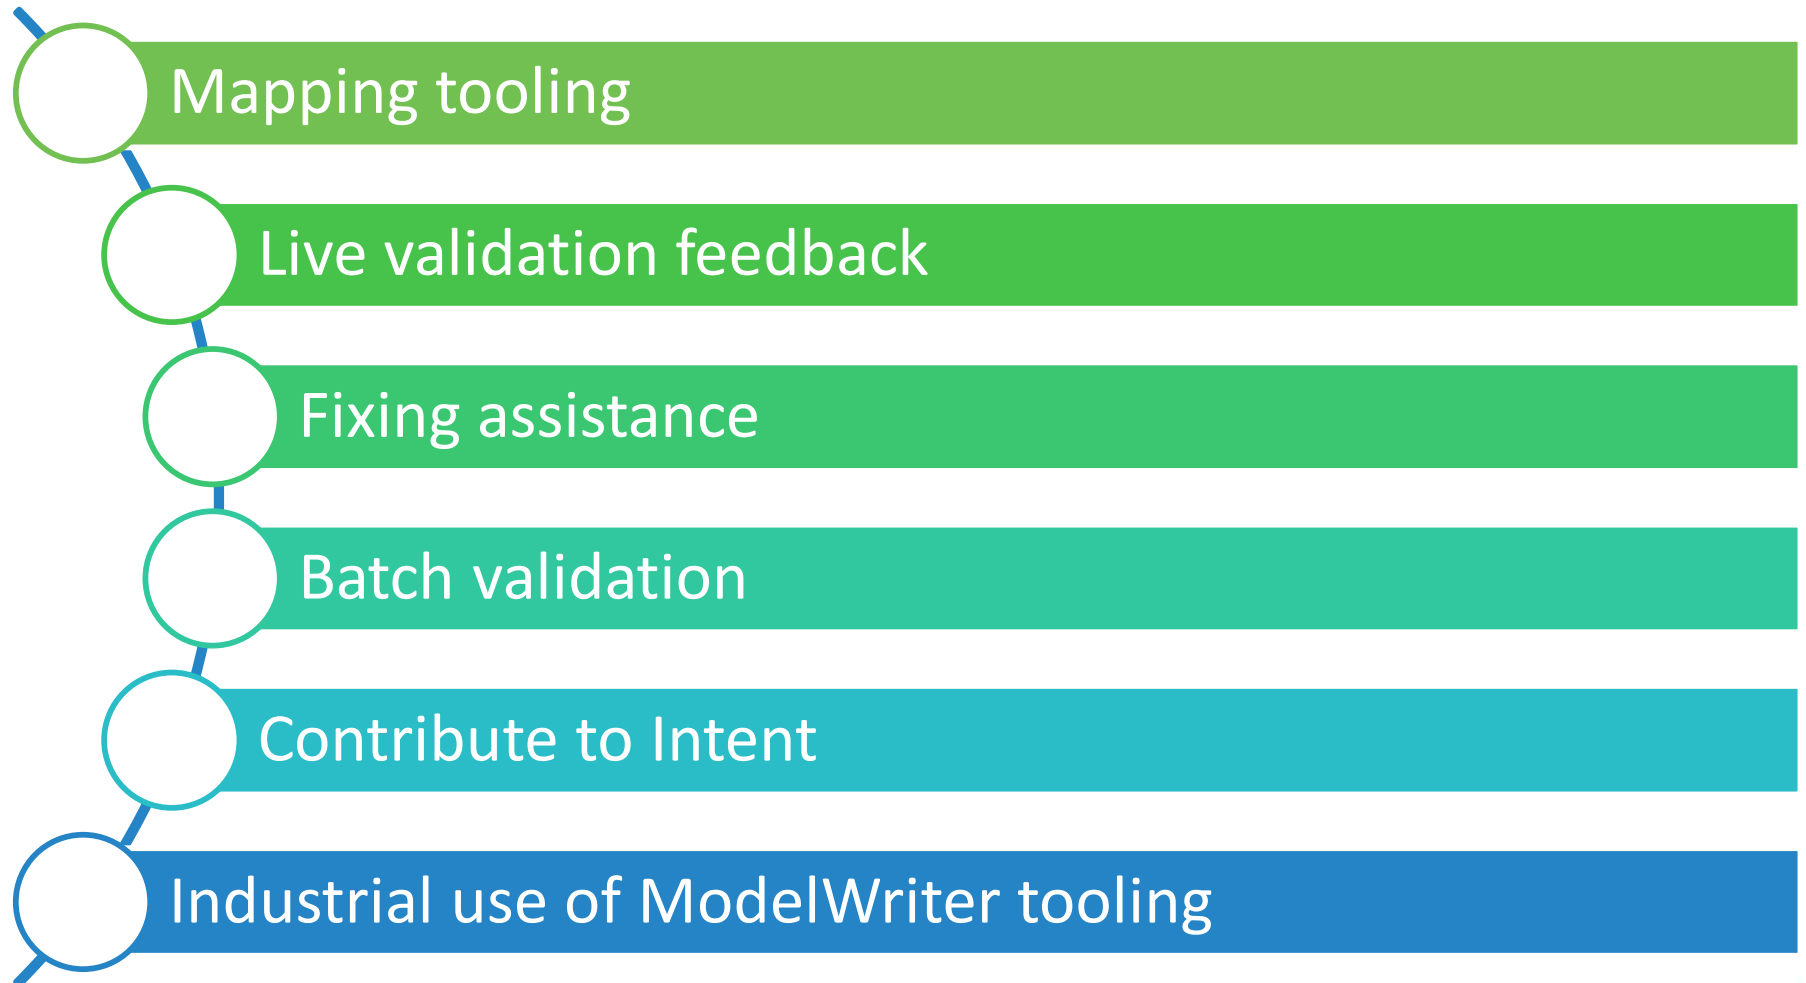 Mapping tooling
Live validation feedback
Fixing assistance
Batch validation
Contribute to Intent
Industrial use of ModelWriter tooling